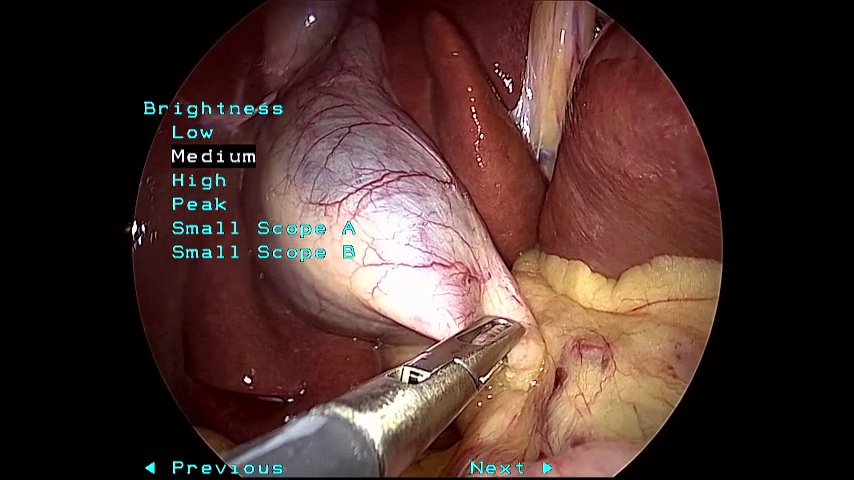 Brightness
Low
Medium
High
Peak
Small Scope A
Small Scope B
◄ Previous
Next ►